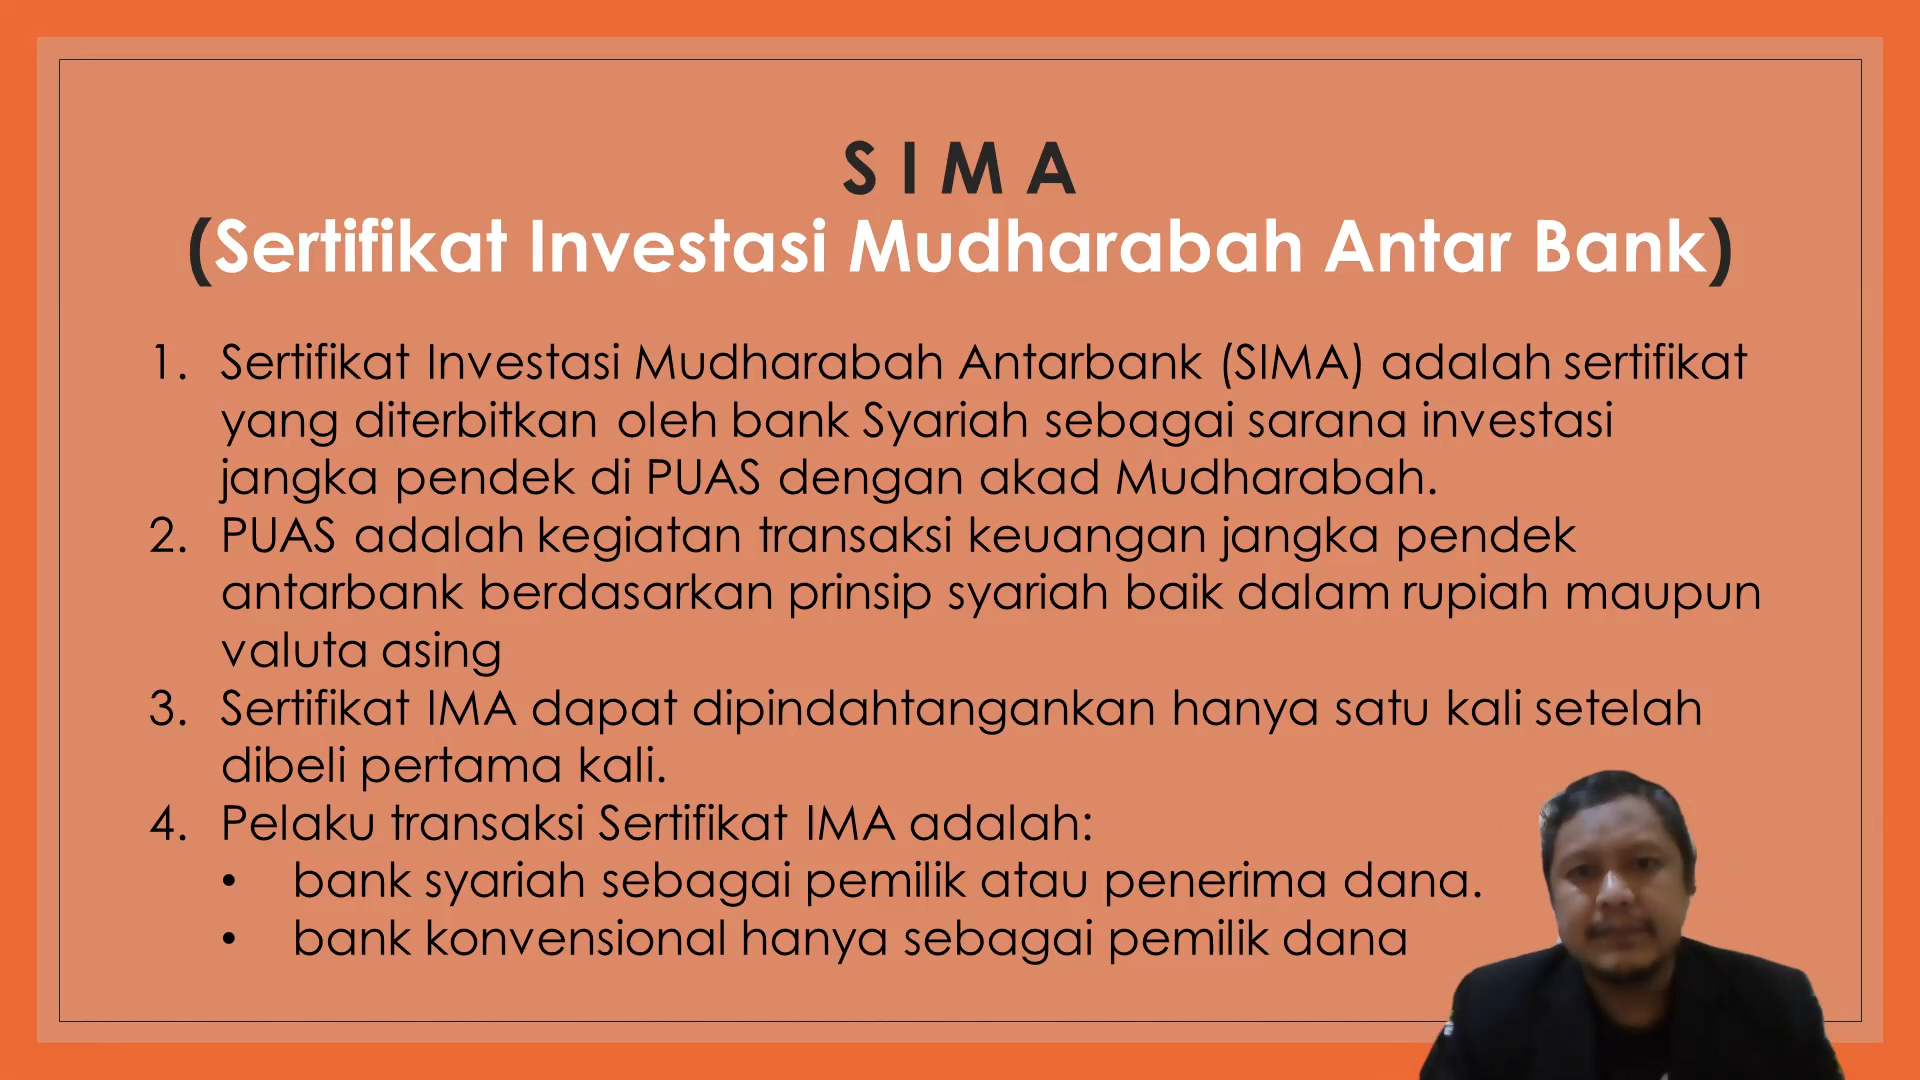 S I M A
(Sertifikat Investasi Mudharabah Antar Bank)
1. Sertifikat Investasi Mudharabah Antarbank (SIMA) adalah sertifikat
yang diterbitkan oleh bank Syariah sebagai sarana investasi
jangka pendek di PUAS dengan akad Mudharabah.
2. PUAS adalah kegiatan transaksi keuangan jangka pendek
antarbank berdasarkan prinsip syariah baik dalam rupiah maupun
valuta asing
3. Sertifikat IMA dapat dipindahtangankan hanya satu kali setelah
dibeli pertama kali.
4. Pelaku transaksi Sertifikat IMA adalah:
• bank syariah sebagai pemilik atau penerima dana.
• bank konvensional hanya sebagai pemilik dana